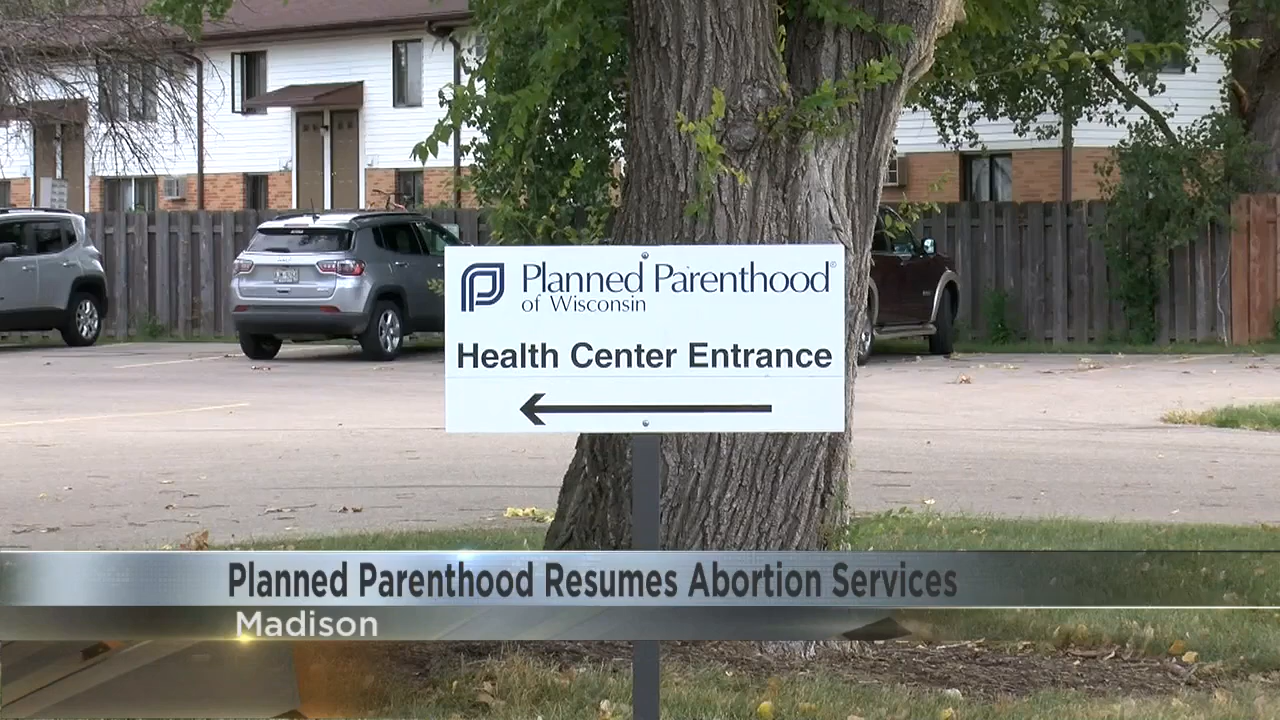 Planned Parenthood®
of Wisconsin
Health Center Entrance
Planned Parenthood Resumes Abortion Services
Madison